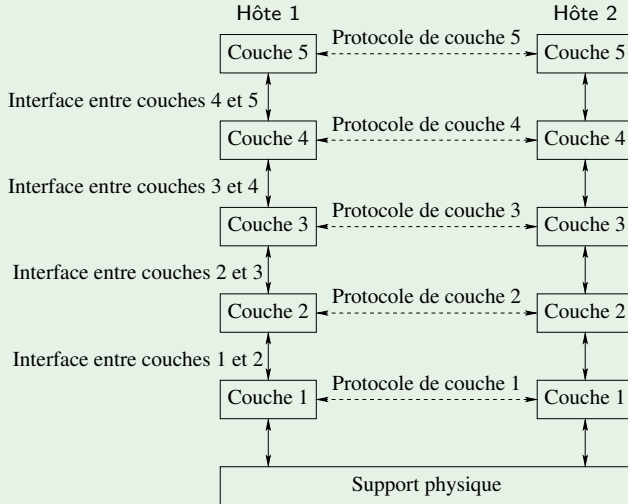 Hôte 1
Hôte 2
Couche 5
Protocole de couche 5
Couche 5
Interface entre couches 4 et 5
Couche 4
Protocole de couche 4
Couche 4
Interface entre couches 3 et 4
Couche 3
Protocole de couche 3
Couche 3
Interface entre couches 2 et 3
Couche 2
Protocole de couche 2
Couche 2
Interface entre couches 1 et 2
Couche 1
Protocole de couche 1
Couche 1
Support physique